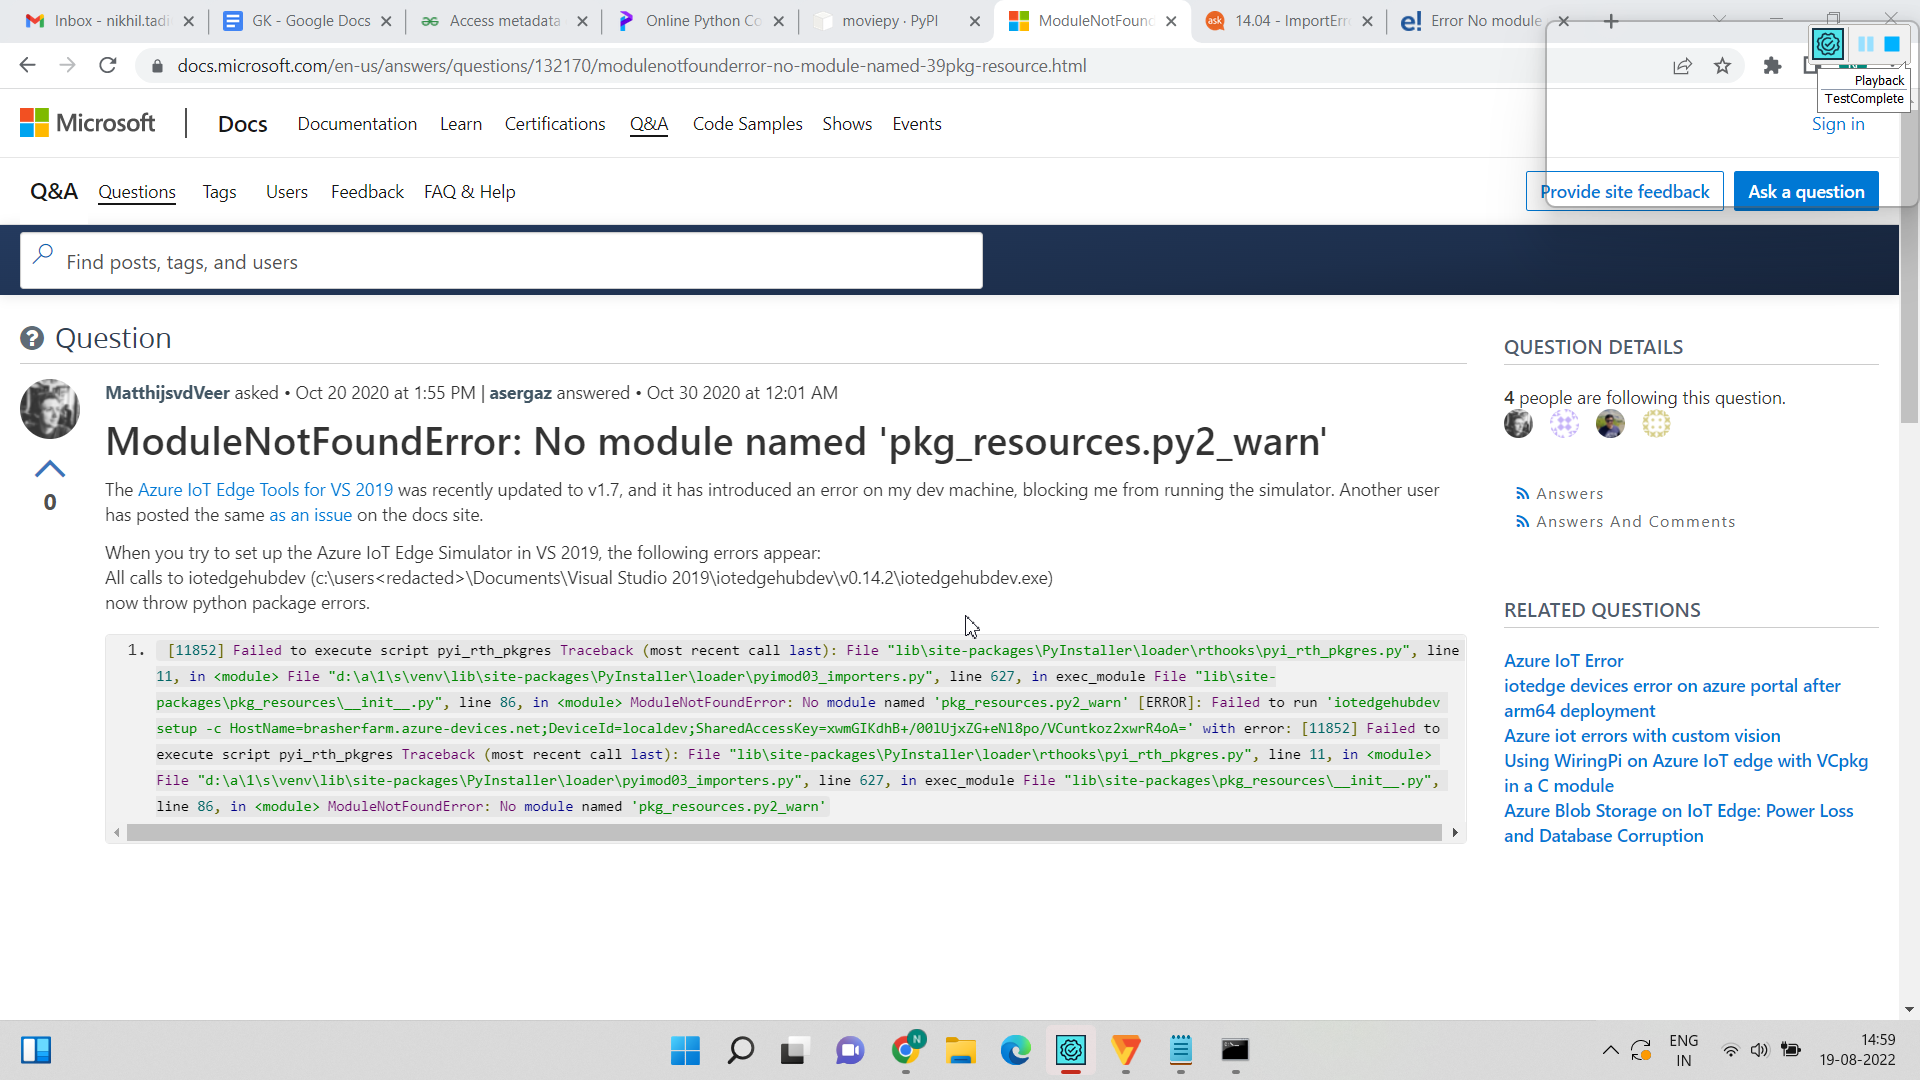 Inbox - nikhil.tadi
GK - Google Docs
Access metadata
Online Python Co
moviepy · PyPI
ModuleNotFoun
14.04 - ImportErr
Error No module
docs.microsoft.com/en-us/answers/questions/132170/modulenotfounderror-no-module-named-39pkg-resource.html
Playback
TestComplete
Microsoft
Docs
Documentation
Learn
Certifications
Q&A
Code Samples
Shows
Events
Sign in
Q&A
Questions
Tags
Users
Feedback
FAQ & Help
Provide site feedback
Ask a question
Find posts, tags, and users
Question
MatthijsvdVeer asked • Oct 20 2020 at 1:55 PM | asergaz answered • Oct 30 2020 at 12:01 AM
ModuleNotFoundError: No module named 'pkg_resources.py2_warn'
0
The Azure IoT Edge Tools for VS 2019 was recently updated to v1.7, and it has introduced an error on my dev machine, blocking me from running the simulator. Another user
has posted the same as an issue on the docs site.
When you try to set up the Azure IoT Edge Simulator in VS 2019, the following errors appear:
All calls to iotedgehubdev (c:\users<redacted>\Documents\Visual Studio 2019\iotedgehubdev\v0.14.2\iotedgehubdev.exe)
now throw python package errors.
1. [11852] Failed to execute script pyi_rth_pkgres Traceback (most recent call last): File "lib\site-packages\PyInstaller\loader\rthooks\pyi_rth_pkgres.py", line
11, in <module> File "d:\a\1\s\venv\lib\site-packages\PyInstaller\loader\pyimod03_importers.py", line 627, in exec_module File "lib\site-
packages\pkg_resources\__init__.py", line 86, in <module> ModuleNotFoundError: No module named 'pkg_resources.py2_warn' [ERROR]: Failed to run 'iotedgehubdev
setup -c HostName=brasherfarm.azure-devices.net;DeviceId=localdev;SharedAccessKey=xwmGIKdhB+/00lUjxZG+eNl8po/VCuntkoz2xwrR4oA=' with error: [11852] Failed to
execute script pyi_rth_pkgres Traceback (most recent call last): File "lib\site-packages\PyInstaller\loader\rthooks\pyi_rth_pkgres.py", line 11, in <module>
File "d:\a\1\s\venv\lib\site-packages\PyInstaller\loader\pyimod03_importers.py", line 627, in exec_module File "lib\site-packages\pkg_resources\__init__.py",
line 86, in <module> ModuleNotFoundError: No module named 'pkg_resources.py2_warn'
QUESTION DETAILS
4 people are following this question.
Answers
Answers And Comments
RELATED QUESTIONS
Azure IoT Error
iotedge devices error on azure portal after
arm64 deployment
Azure iot errors with custom vision
Using WiringPi on Azure IoT edge with VCpkg
in a C module
Azure Blob Storage on IoT Edge: Power Loss
and Database Corruption
ENG
IN
14:59
19-08-2022